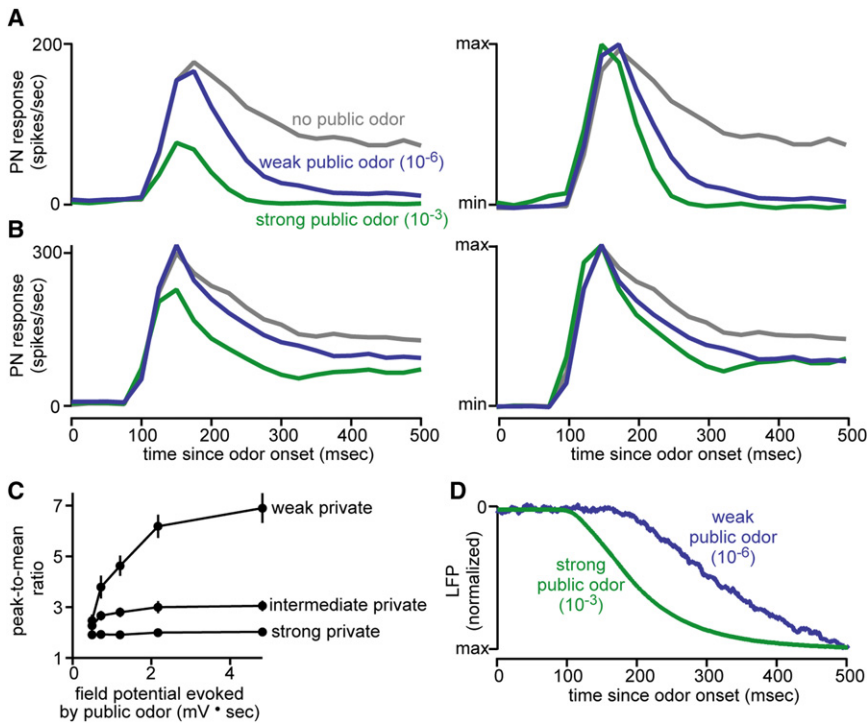 A
PN response
(spikes/sec)
200
0
no public odor
weak public odor (10-6)
strong public odor (10-3)
max
min
B
PN response
(spikes/sec)
300
0
0 100 200 300 400 500
time since odor onset (msec)
max
min
0 100 200 300 400 500
time since odor onset (msec)
C
peak-to-mean
ratio
7
5
3
1
weak private
intermediate private
strong private
0 2 4
field potential evoked
by public odor (mV • sec)
D
LFP
(normalized)
0
max
weak
public odor
(10-6)
strong
public odor
(10-3)
0 100 200 300 400 500
time since odor onset (msec)